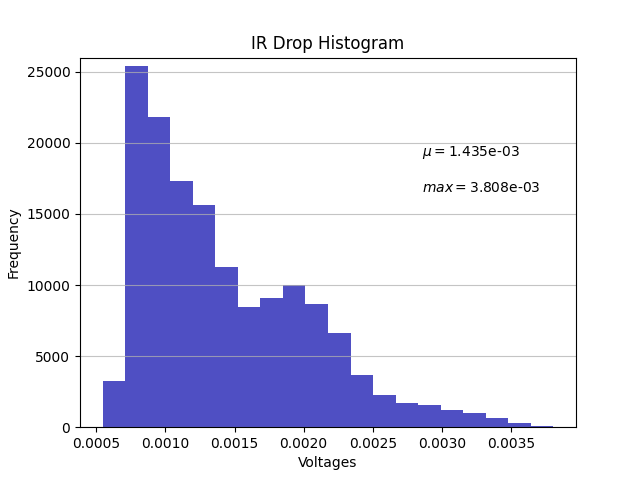 IR Drop Histogram
25000
20000
15000
10000
5000
0
Frequency
μ = 1.435e-03
max = 3.808e-03
0.0005 0.0010 0.0015 0.0020 0.0025 0.0030 0.0035
Voltages